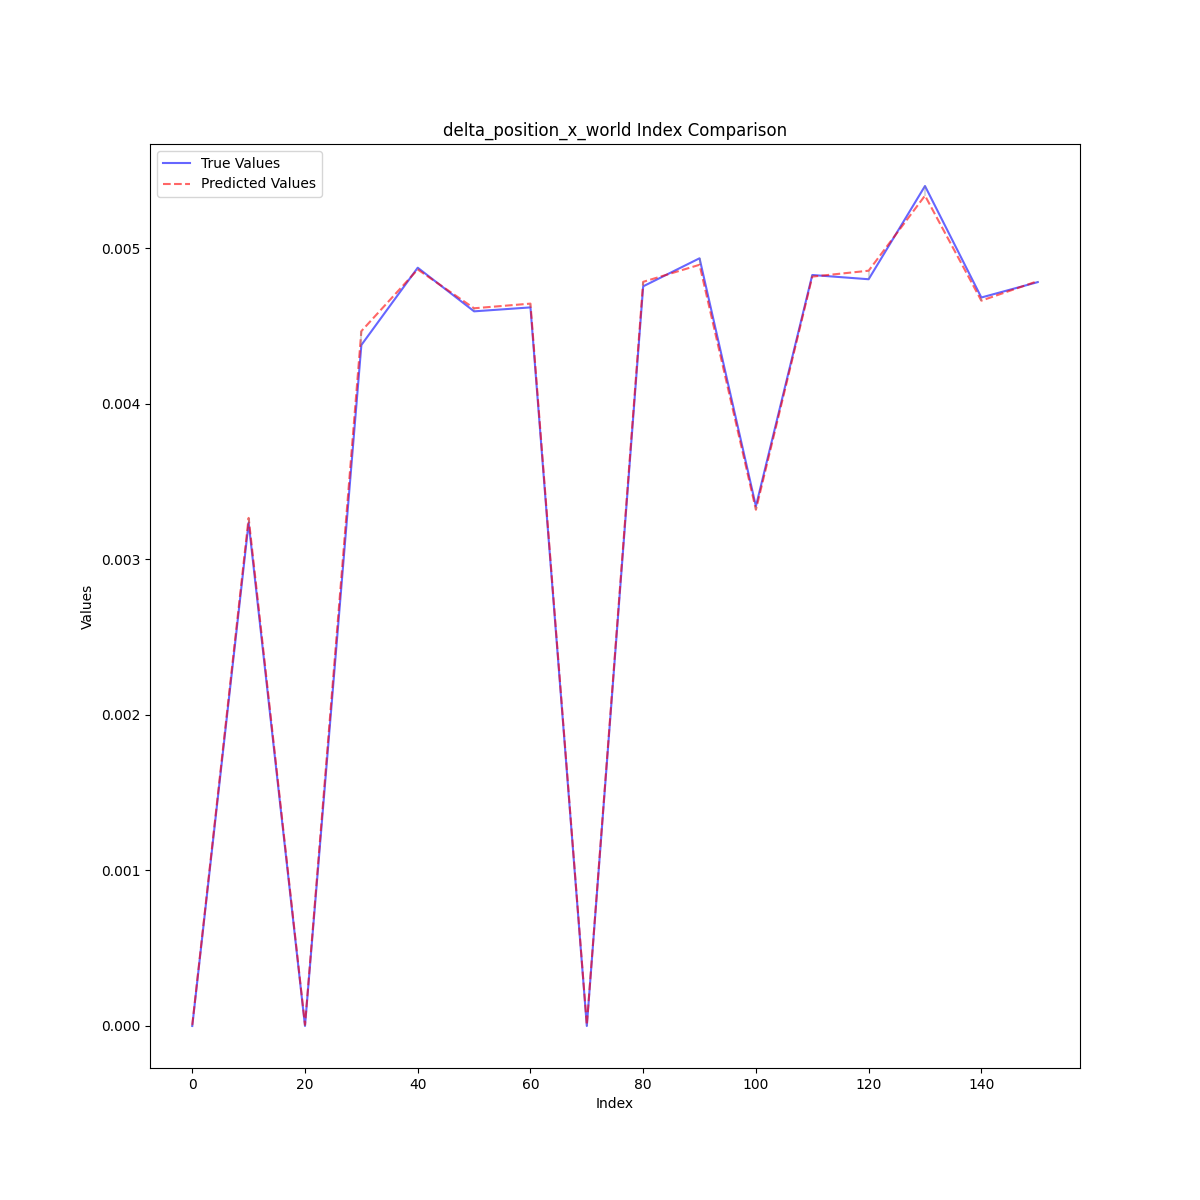 delta_position_x_world Index Comparison
True Values
Predicted Values
0.005
0.004
0.003
0.002
0.001
0.000
Values
0 20 40 60 80 100 120 140
Index